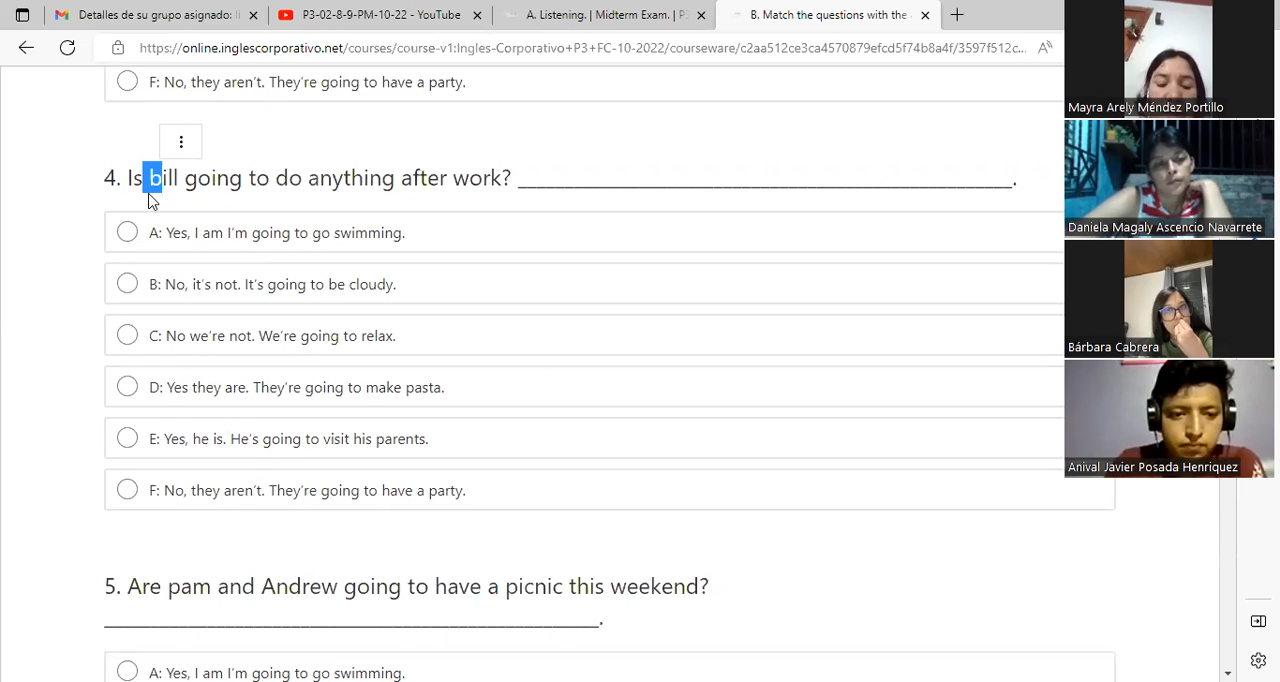 Detalles de su grupo asignado: II
P3-02-8-9-PM-10-22 - YouTube
A. Listening. | Midterm Exam. | P3
B. Match the questions with the
https://online.inglescorporativo.net/courses/course-v1:Ingles-Corporativo+P3+FC-10-2022/courseware/c2aa512ce3ca4570879efcd5f74b8a4f/3597f512c...
F: No, they aren't. They're going to have a party.
4. Is bill going to do anything after work? ________________________________________.
A: Yes, I am I'm going to go swimming.
B: No, it's not. It's going to be cloudy.
C: No we're not. We're going to relax.
D: Yes they are. They're going to make pasta.
E: Yes, he is. He's going to visit his parents.
F: No, they aren't. They're going to have a party.
5. Are pam and Andrew going to have a picnic this weekend?
________________________________________.
A: Yes, I am I'm going to go swimming.
Mayra Arely Méndez Portillo
Daniela Magaly Ascencio Navarrete
Bárbara Cabrera
Anival Javier Posada Henriquez